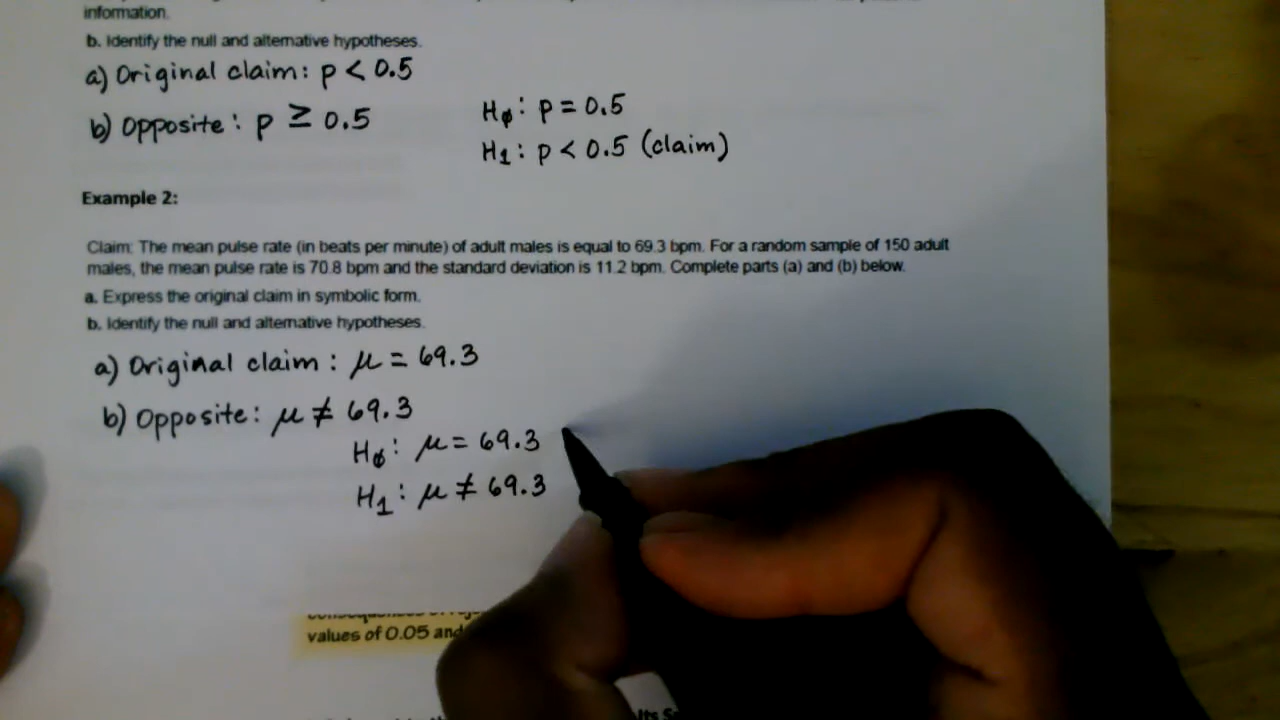 information.
b. Identify the null and alternative hypotheses.
a) Original claim: p < 0.5
b) Opposite: p ≥ 0.5
H₀: p = 0.5
H₁: p < 0.5 (claim)
Example 2:
Claim: The mean pulse rate (in beats per minute) of adult males is equal to 69.3 bpm. For a random sample of 150 adult
males, the mean pulse rate is 70.8 bpm and the standard deviation is 11.2 bpm. Complete parts (a) and (b) below.
a. Express the original claim in symbolic form.
b. Identify the null and alternative hypotheses.
a) Original claim: μ = 69.3
b) Opposite: μ ≠ 69.3
H₀: μ = 69.3
H₁: μ ≠ 69.3
values of 0.05 and